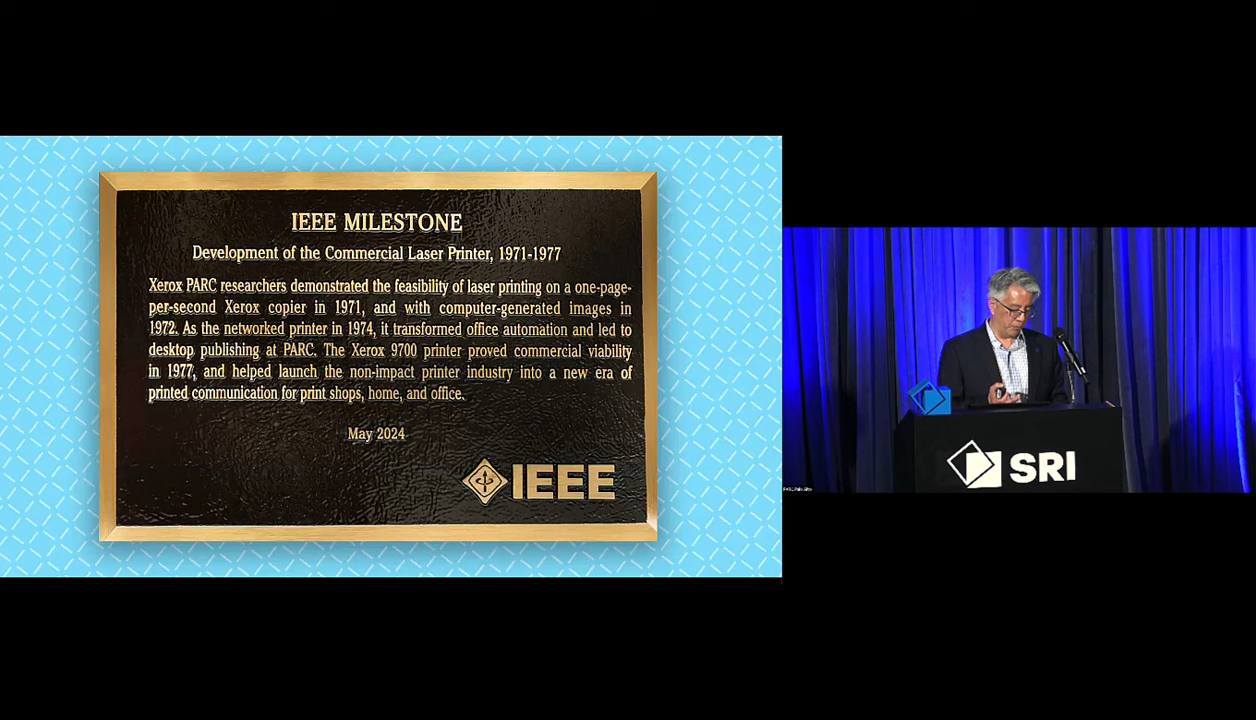 IEEE MILESTONE
Development of the Commercial Laser Printer, 1971-1977
Xerox PARC researchers demonstrated the feasibility of laser printing on a one-page-
per-second Xerox copier in 1971, and with computer-generated images in
1972. As the networked printer in 1974, it transformed office automation and led to
desktop publishing at PARC. The Xerox 9700 printer proved commercial viability
in 1977, and helped launch the non-impact printer industry into a new era of
printed communication for print shops, home, and office.
May 2024
IEEE
SRI